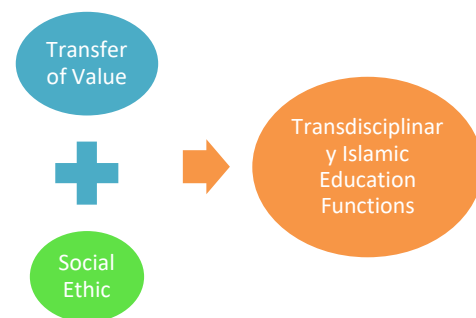 Transfer
of Value
Transdisciplinar
y Islamic
Education
Functions
Social
Ethic